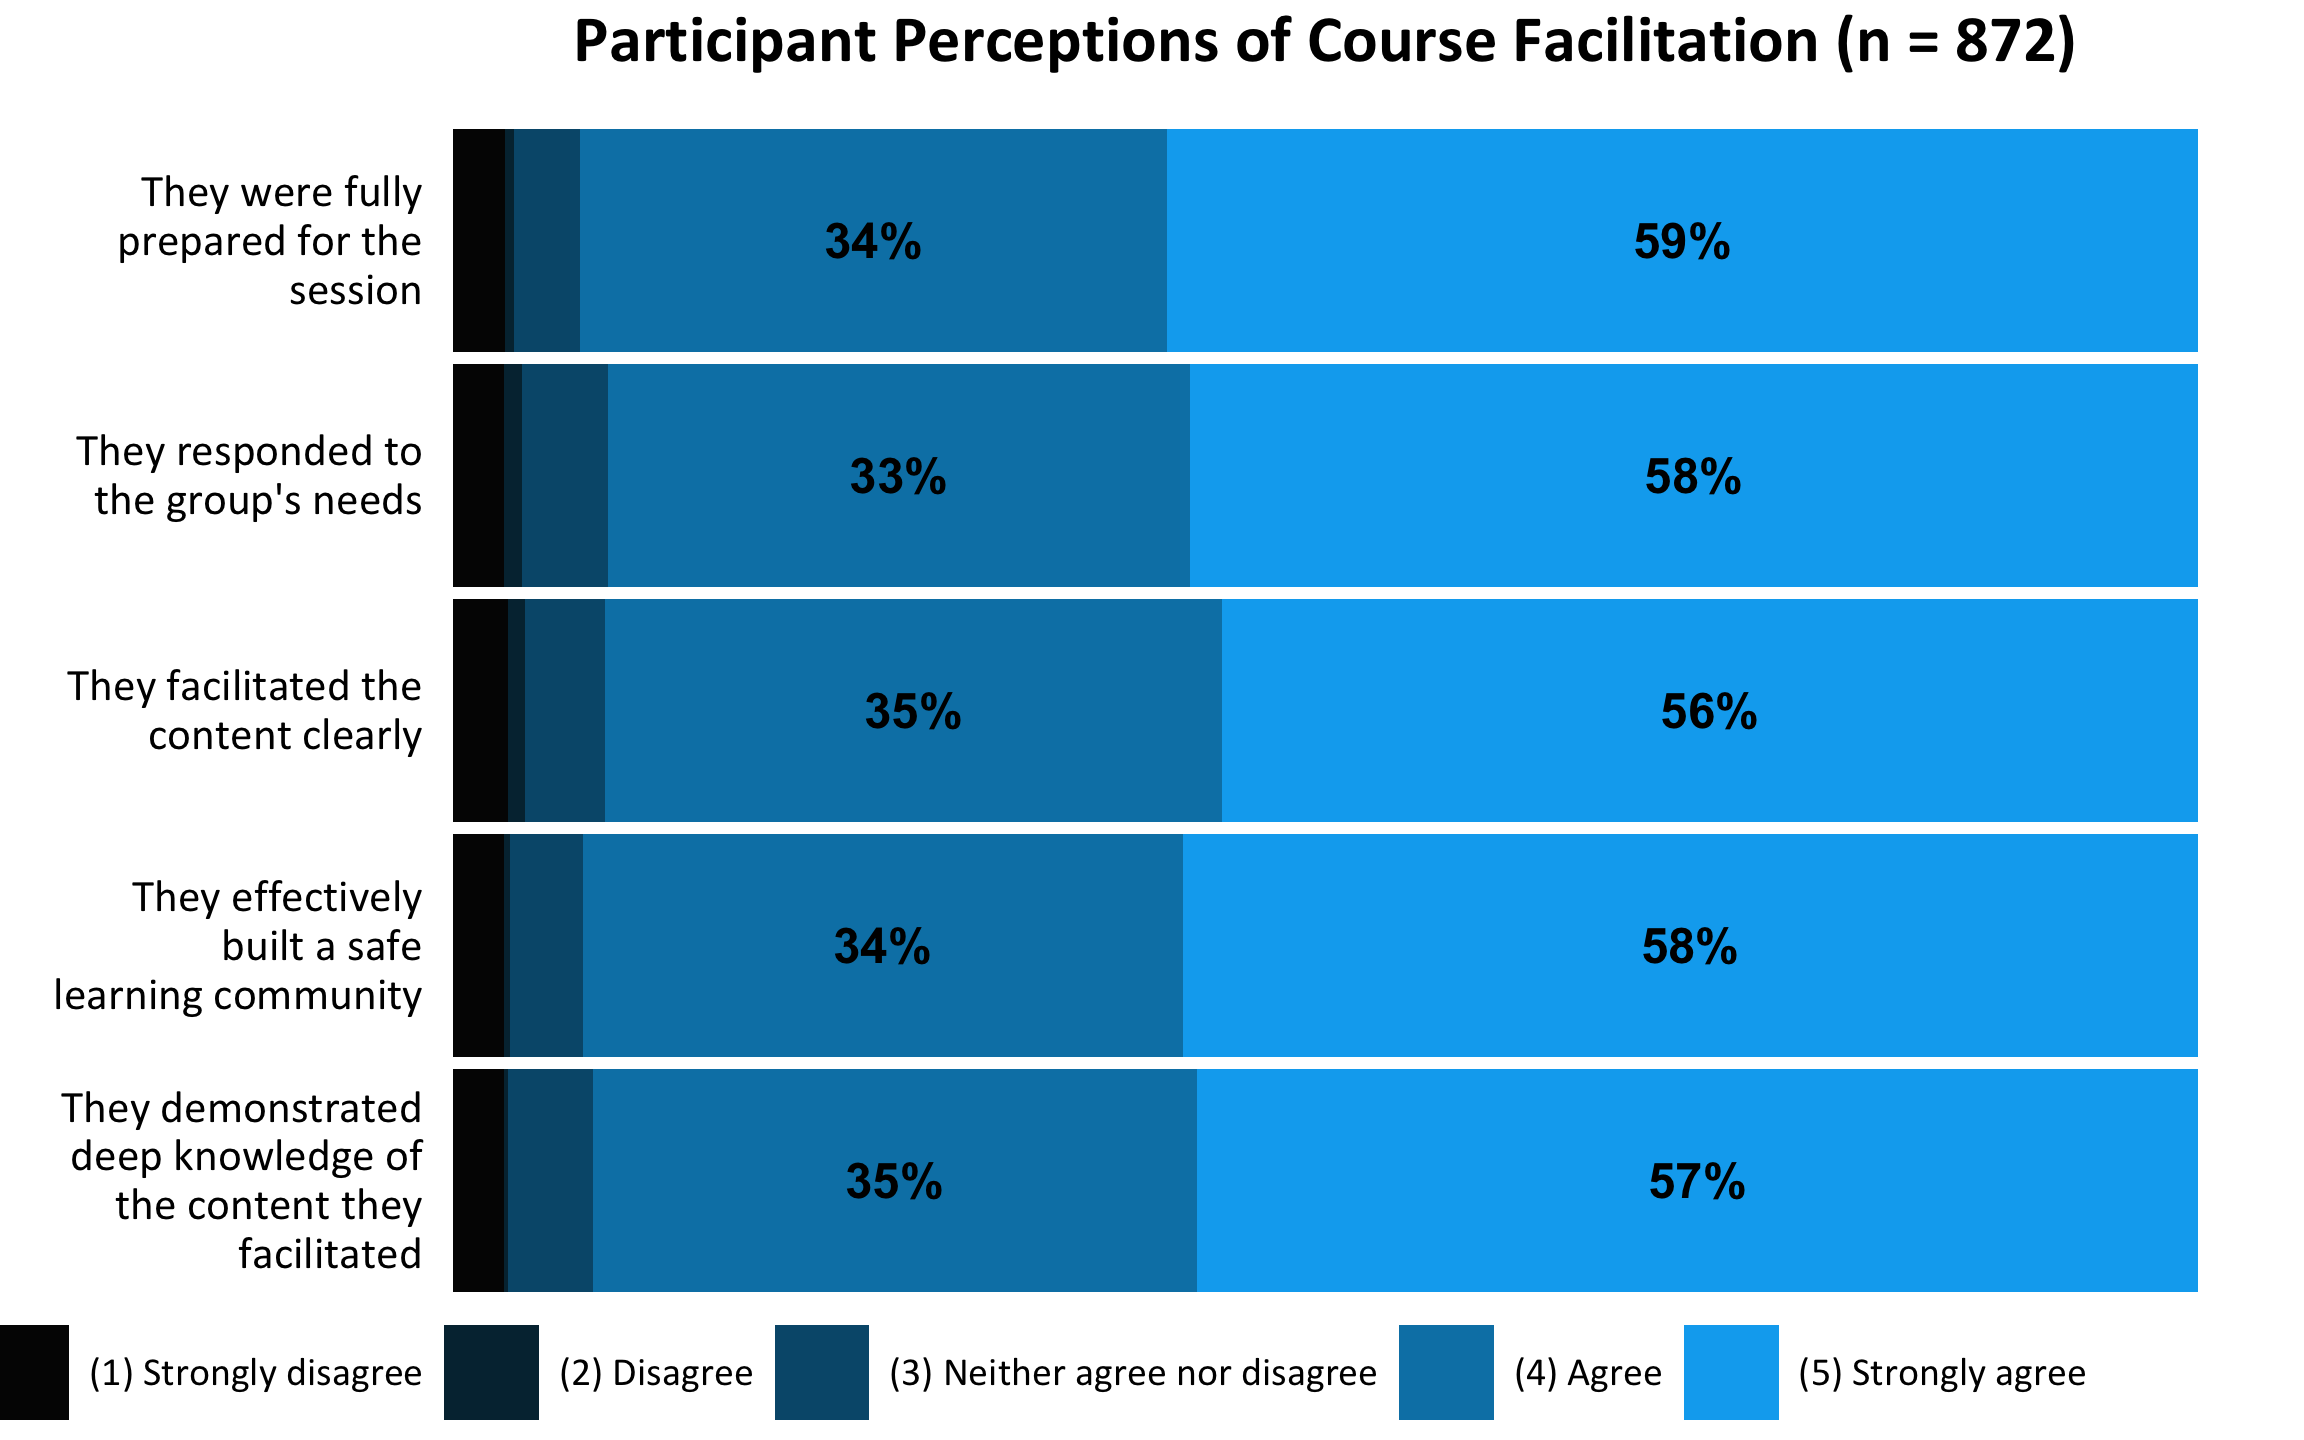 Participant Perceptions of Course Facilitation (n = 872)
They were fully
prepared for the
session
34%
59%
They responded to
the group's needs
33%
58%
They facilitated the
content clearly
35%
56%
They effectively
built a safe
learning community
34%
58%
They demonstrated
deep knowledge of
the content they
facilitated
35%
57%
(1) Strongly disagree
(2) Disagree
(3) Neither agree nor disagree
(4) Agree
(5) Strongly agree